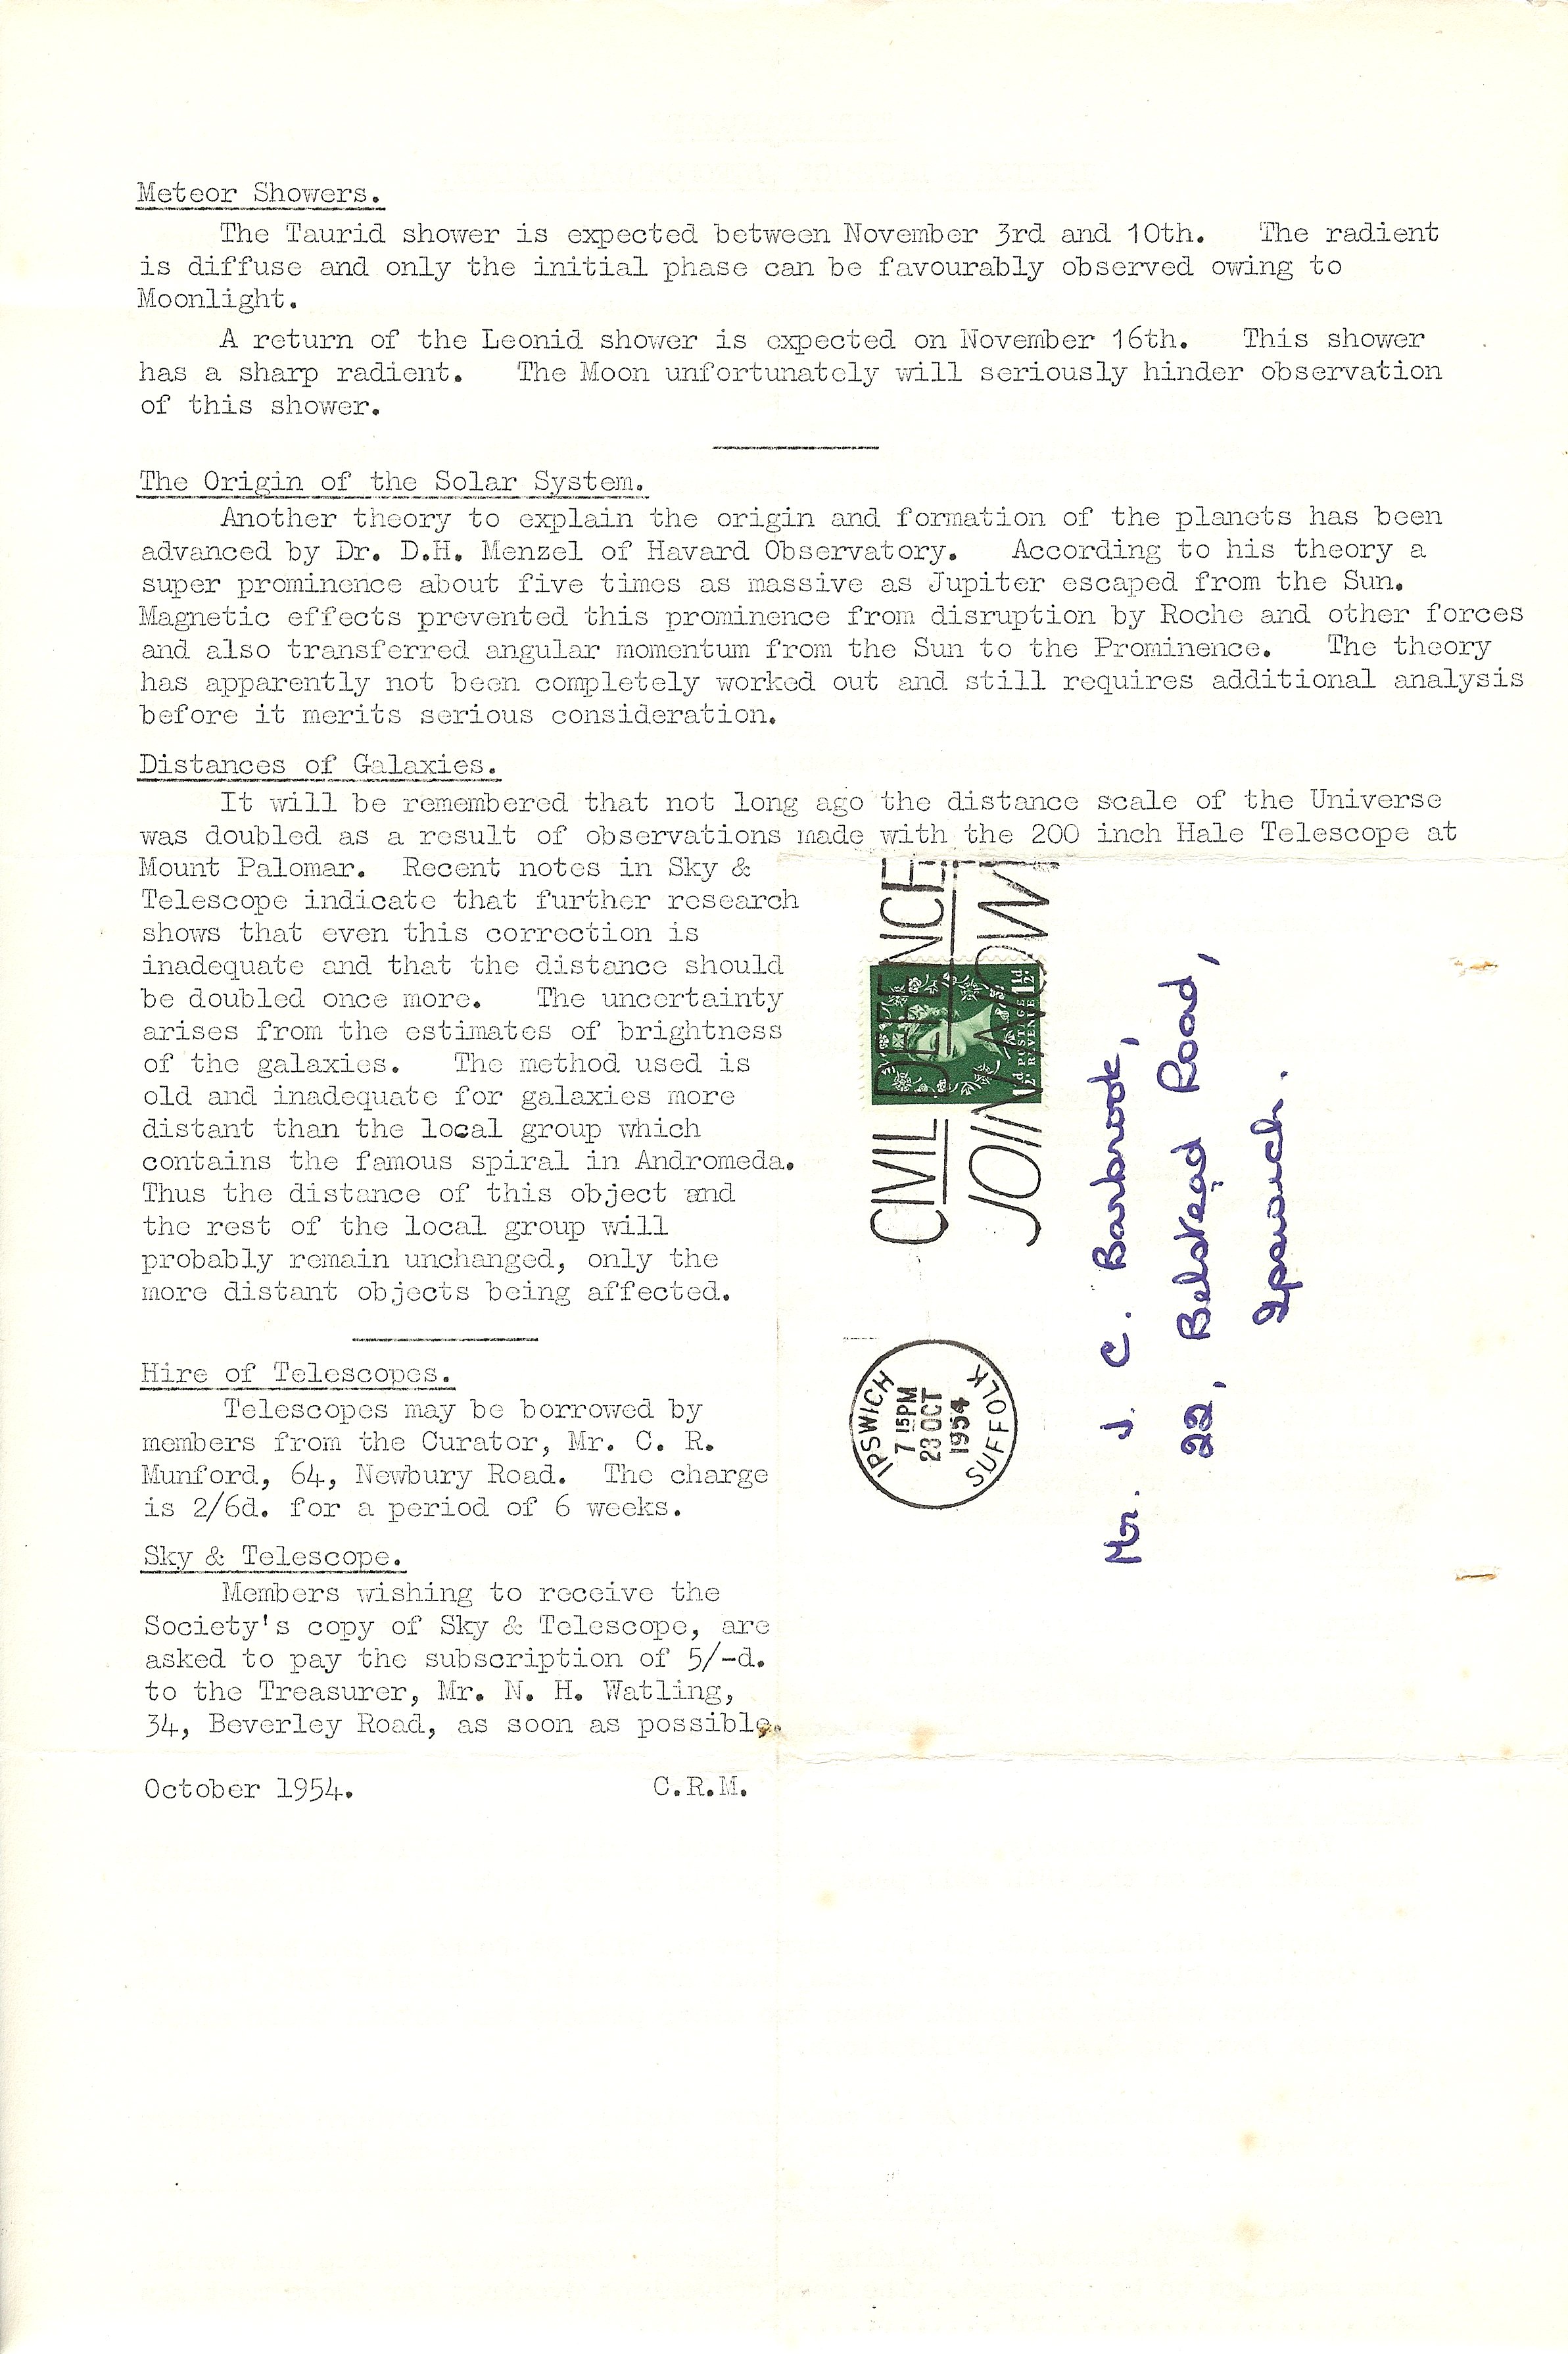 Meteor Showers.
The Taurid shower is expected between November 3rd and 10th. The radient
is diffuse and only the initial phase can be favourably observed owing to
Moonlight.
A return of the Leonid shower is expected on November 16th. This shower
has a sharp radient. The Moon unfortunately will seriously hinder observation
of this shower.
The Origin of the Solar System.
Another theory to explain the origin and formation of the planets has been
advanced by Dr. D.H. Menzel of Havard Observatory. According to his theory a
super prominence about five times as massive as Jupiter escaped from the Sun.
Magnetic effects prevented this prominence from disruption by Roche and other forces
and also transferred angular momentum from the Sun to the Prominence. The theory
has apparently not been completely worked out and still requires additional analysis
before it merits serious consideration.
Distances of Galaxies.
It will be remembered that not long ago the distance scale of the Universe
was doubled as a result of observations made with the 200 inch Hale Telescope at
Mount Palomar. Recent notes in Sky &
Telescope indicate that further research
shows that even this correction is
inadequate and that the distance should
be doubled once more. The uncertainty
arises from the estimates of brightness
of the galaxies. The method used is
old and inadequate for galaxies more
distant than the local group which
contains the famous spiral in Andromeda.
Thus the distance of this object and
the rest of the local group will
probably remain unchanged, only the
more distant objects being affected.
Hire of Telescopes.
Telescopes may be borrowed by
members from the Curator, Mr. C. R.
Munford, 64, Newbury Road. The charge
is 2/6d. for a period of 6 weeks.
Sky & Telescope.
Members wishing to receive the
Society's copy of Sky & Telescope, are
asked to pay the subscription of 5/-d.
to the Treasurer, Mr. N. H. Watling,
34, Beverley Road, as soon as possible.
October 1954. C.R.M.
IPSWICH
7 15PM
23 OCT
1954
SUFFOLK
CIVIL DEFENCE
JOIN NOW
1½d POSTAGE REVENUE 1½d
Mr. J. C. Barbrook,
22, Belstead Road,
Ipswich.